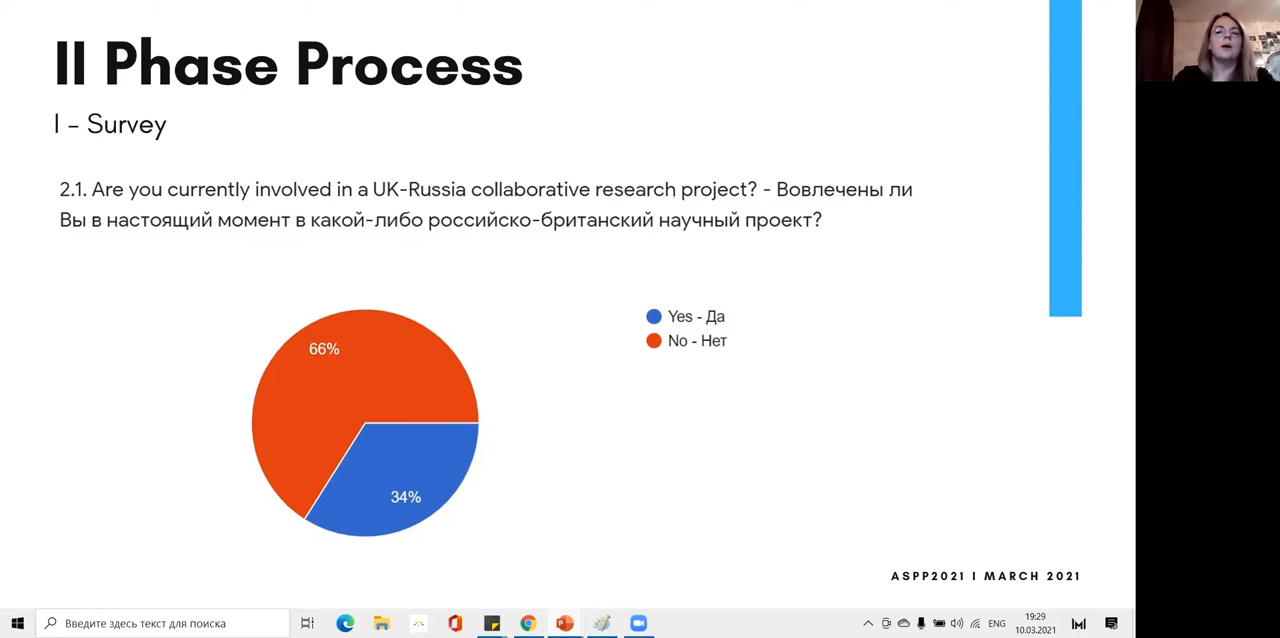 II Phase Process
I – Survey
2.1. Are you currently involved in a UK-Russia collaborative research project? - Вовлечены ли
Вы в настоящий момент в какой-либо российско-британский научный проект?
66%
34%
Yes - Да
No - Нет
ASPP2021 I MARCH 2021
Введите здесь текст для поиска
ENG
19:29
10.03.2021